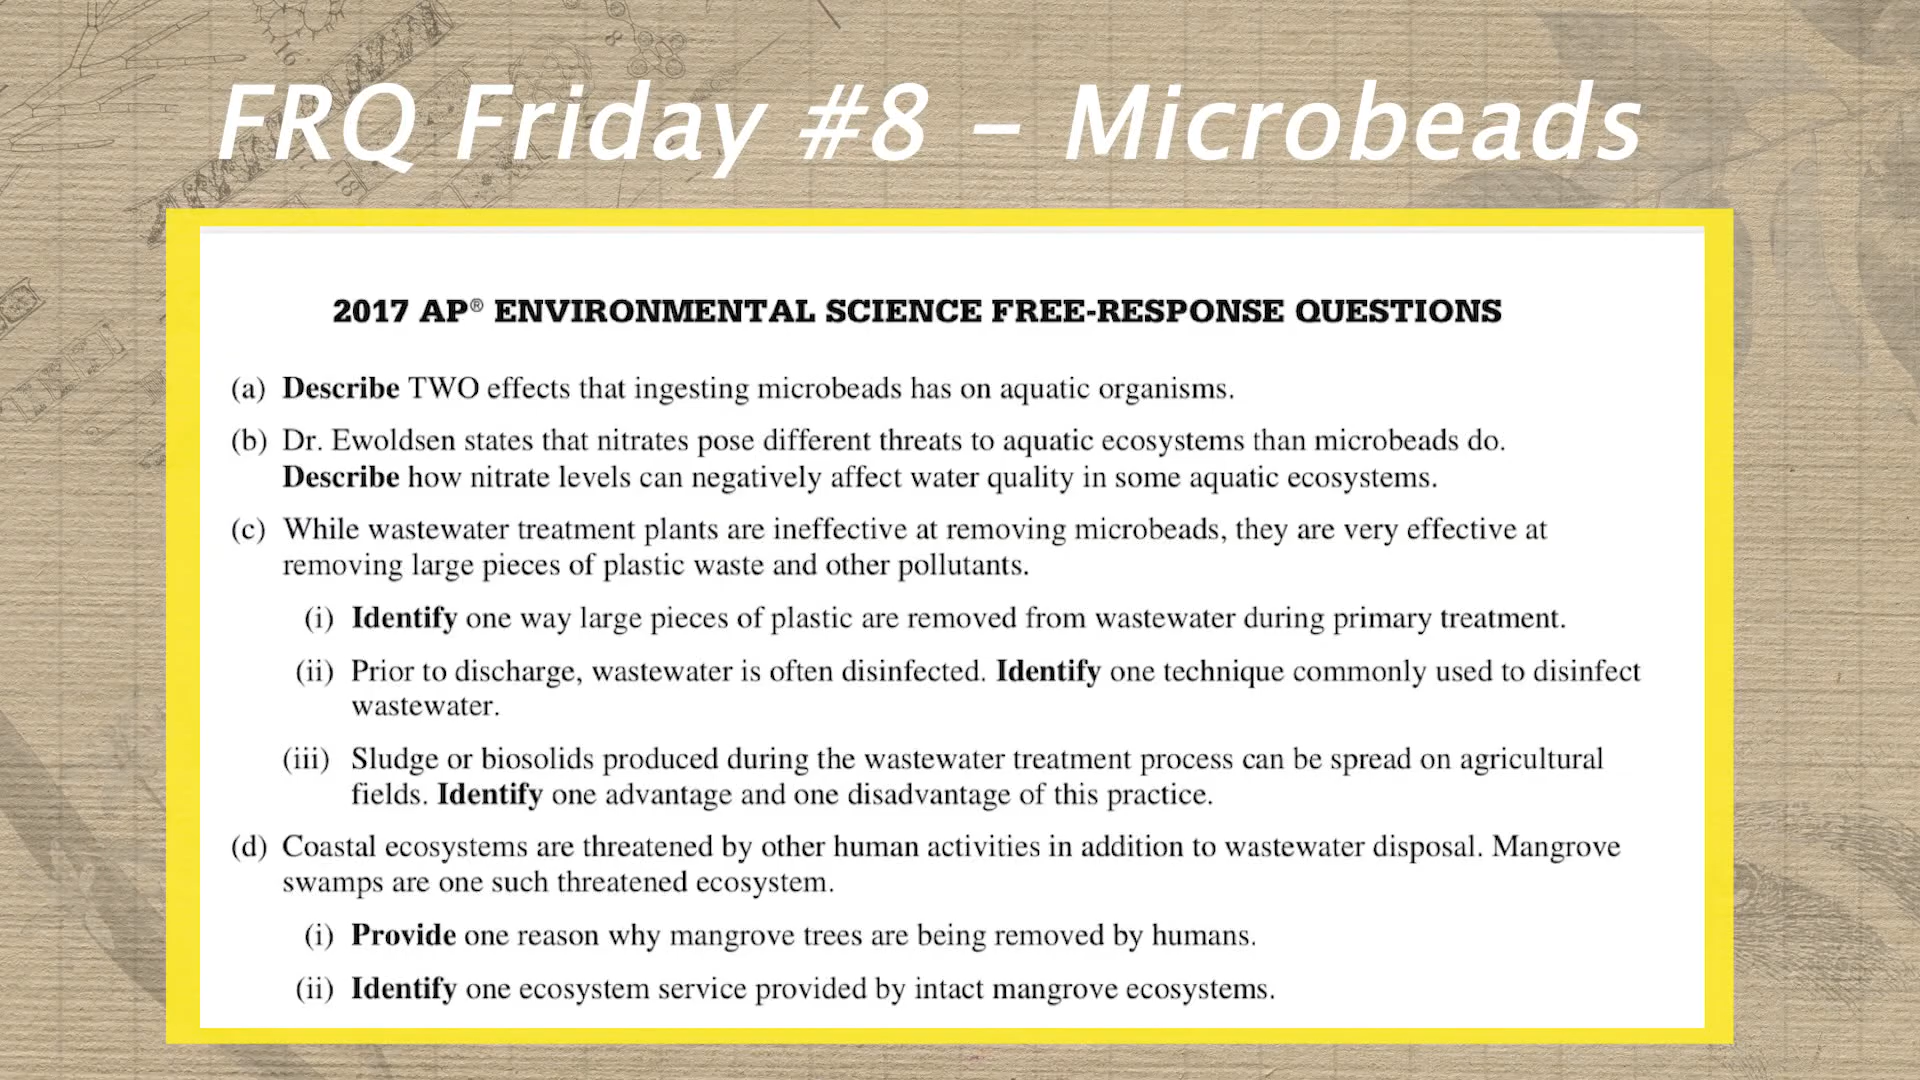 FRQ Friday #8 – Microbeads
2017 AP® ENVIRONMENTAL SCIENCE FREE-RESPONSE QUESTIONS
(a) Describe TWO effects that ingesting microbeads has on aquatic organisms.
(b) Dr. Ewoldsen states that nitrates pose different threats to aquatic ecosystems than microbeads do.
Describe how nitrate levels can negatively affect water quality in some aquatic ecosystems.
(c) While wastewater treatment plants are ineffective at removing microbeads, they are very effective at
removing large pieces of plastic waste and other pollutants.
(i) Identify one way large pieces of plastic are removed from wastewater during primary treatment.
(ii) Prior to discharge, wastewater is often disinfected. Identify one technique commonly used to disinfect
wastewater.
(iii) Sludge or biosolids produced during the wastewater treatment process can be spread on agricultural
fields. Identify one advantage and one disadvantage of this practice.
(d) Coastal ecosystems are threatened by other human activities in addition to wastewater disposal. Mangrove
swamps are one such threatened ecosystem.
(i) Provide one reason why mangrove trees are being removed by humans.
(ii) Identify one ecosystem service provided by intact mangrove ecosystems.